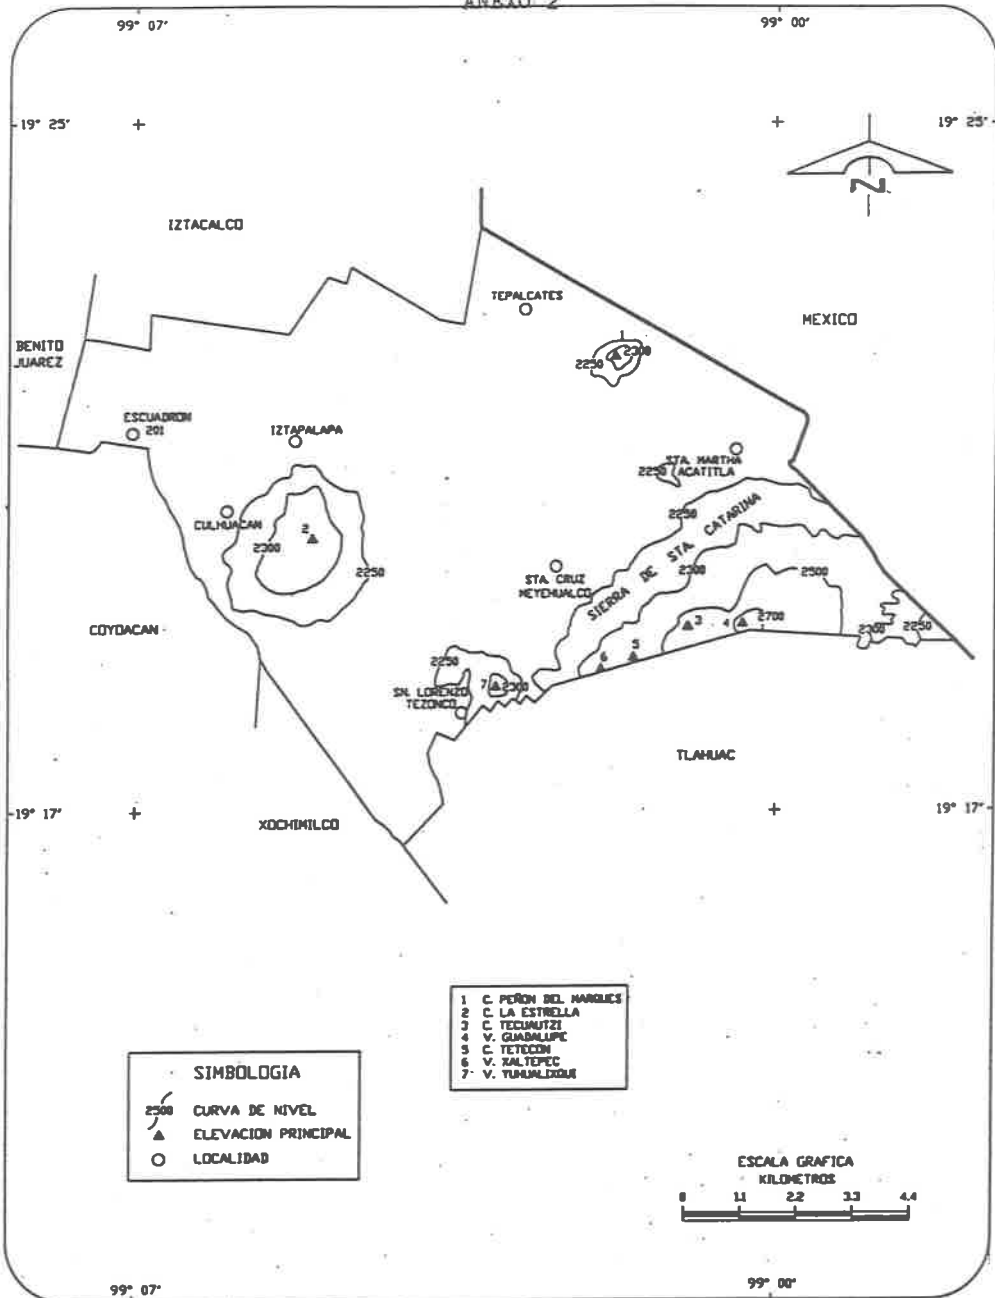 ANEXO 2
99° 07'
99° 00'
19° 25'
19° 25'
N
IZTACALCO
TEPALCATES
MEXICO
BENITO
JUAREZ
1
2300
2250
ESCUADRON
201
IZTAPALAPA
STA. MARTHA
ACATITLA
2250
CULHUACAN
2
2300
2250
2250
SIERRA DE STA. CATARINA
2300
2500
STA. CRUZ
MEYEHUALCO
COYOACAN
3
4
2700
2300
2250
5
6
2250
7
2300
SN. LORENZO
TEZONCO
TLAHUAC
19° 17'
19° 17'
XOCHIMILCO
1 C. PEÑON DEL MARQUES
2 C. LA ESTRELLA
3 C. TECUAUTZI
4 V. GUADALUPE
5 C. TETECON
6 V. XALTEPEC
7 V. YUHUALIXQUI
SIMBOLOGIA
2500 CURVA DE NIVEL
ELEVACION PRINCIPAL
LOCALIDAD
ESCALA GRAFICA
KILOMETROS
0 1.1 2.2 3.3 4.4
99° 07'
99° 00'